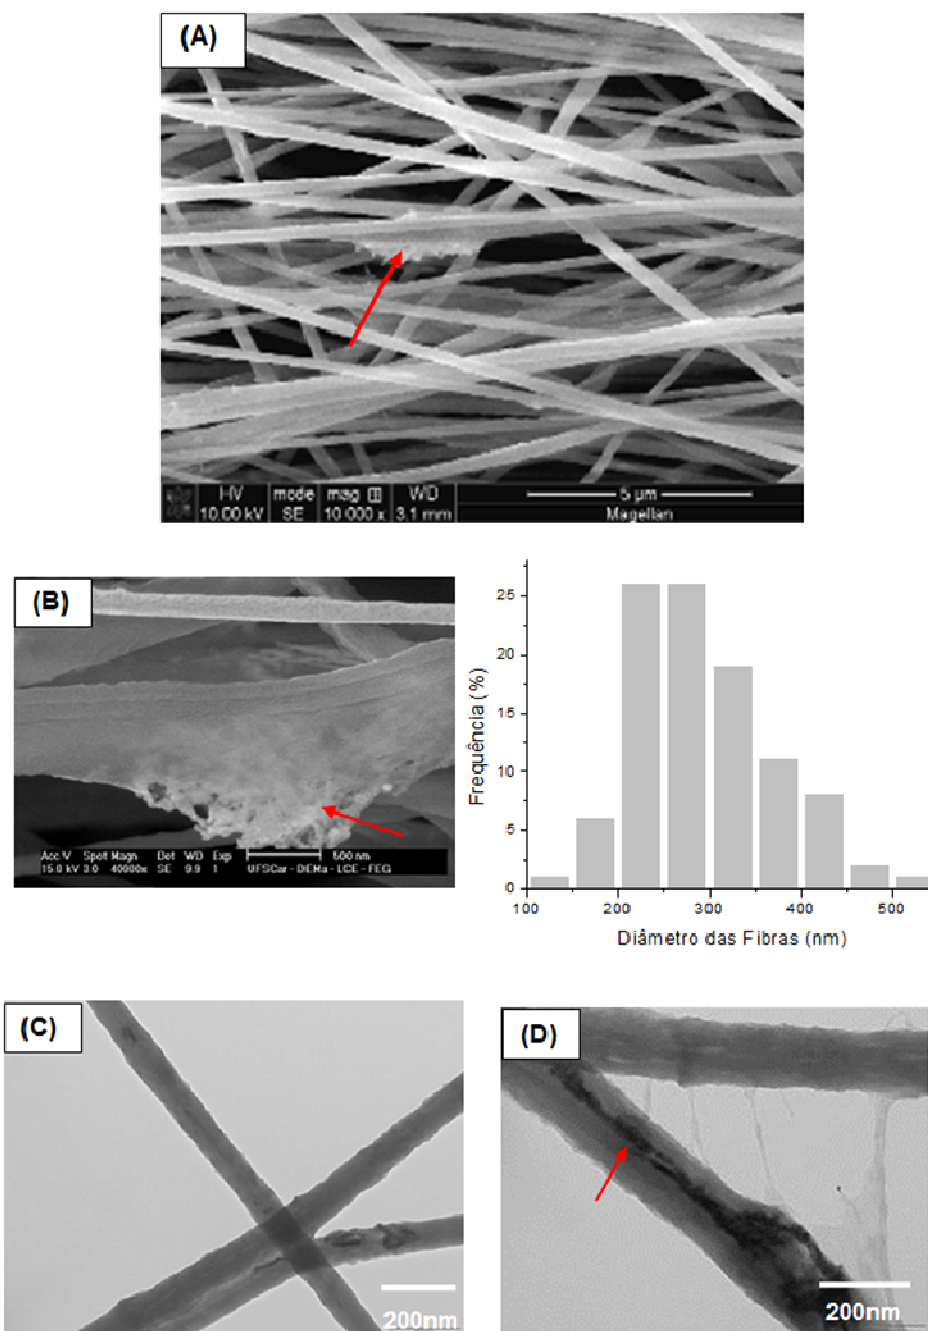 (A)
HV mode mag WD 5 µm
10.00 kV SE 10 000 x 3.1 mm Magellan
(B)
Acc.V Spot Magn Det WD Exp 500 nm
15.0 kV 3.0 40000x SE 9.9 1 UFSCar - DEMa - LCE - FEG
Frequência (%)
25
20
15
10
5
0
100 200 300 400 500
Diâmetro das Fibras (nm)
(C)
200nm
(D)
200nm